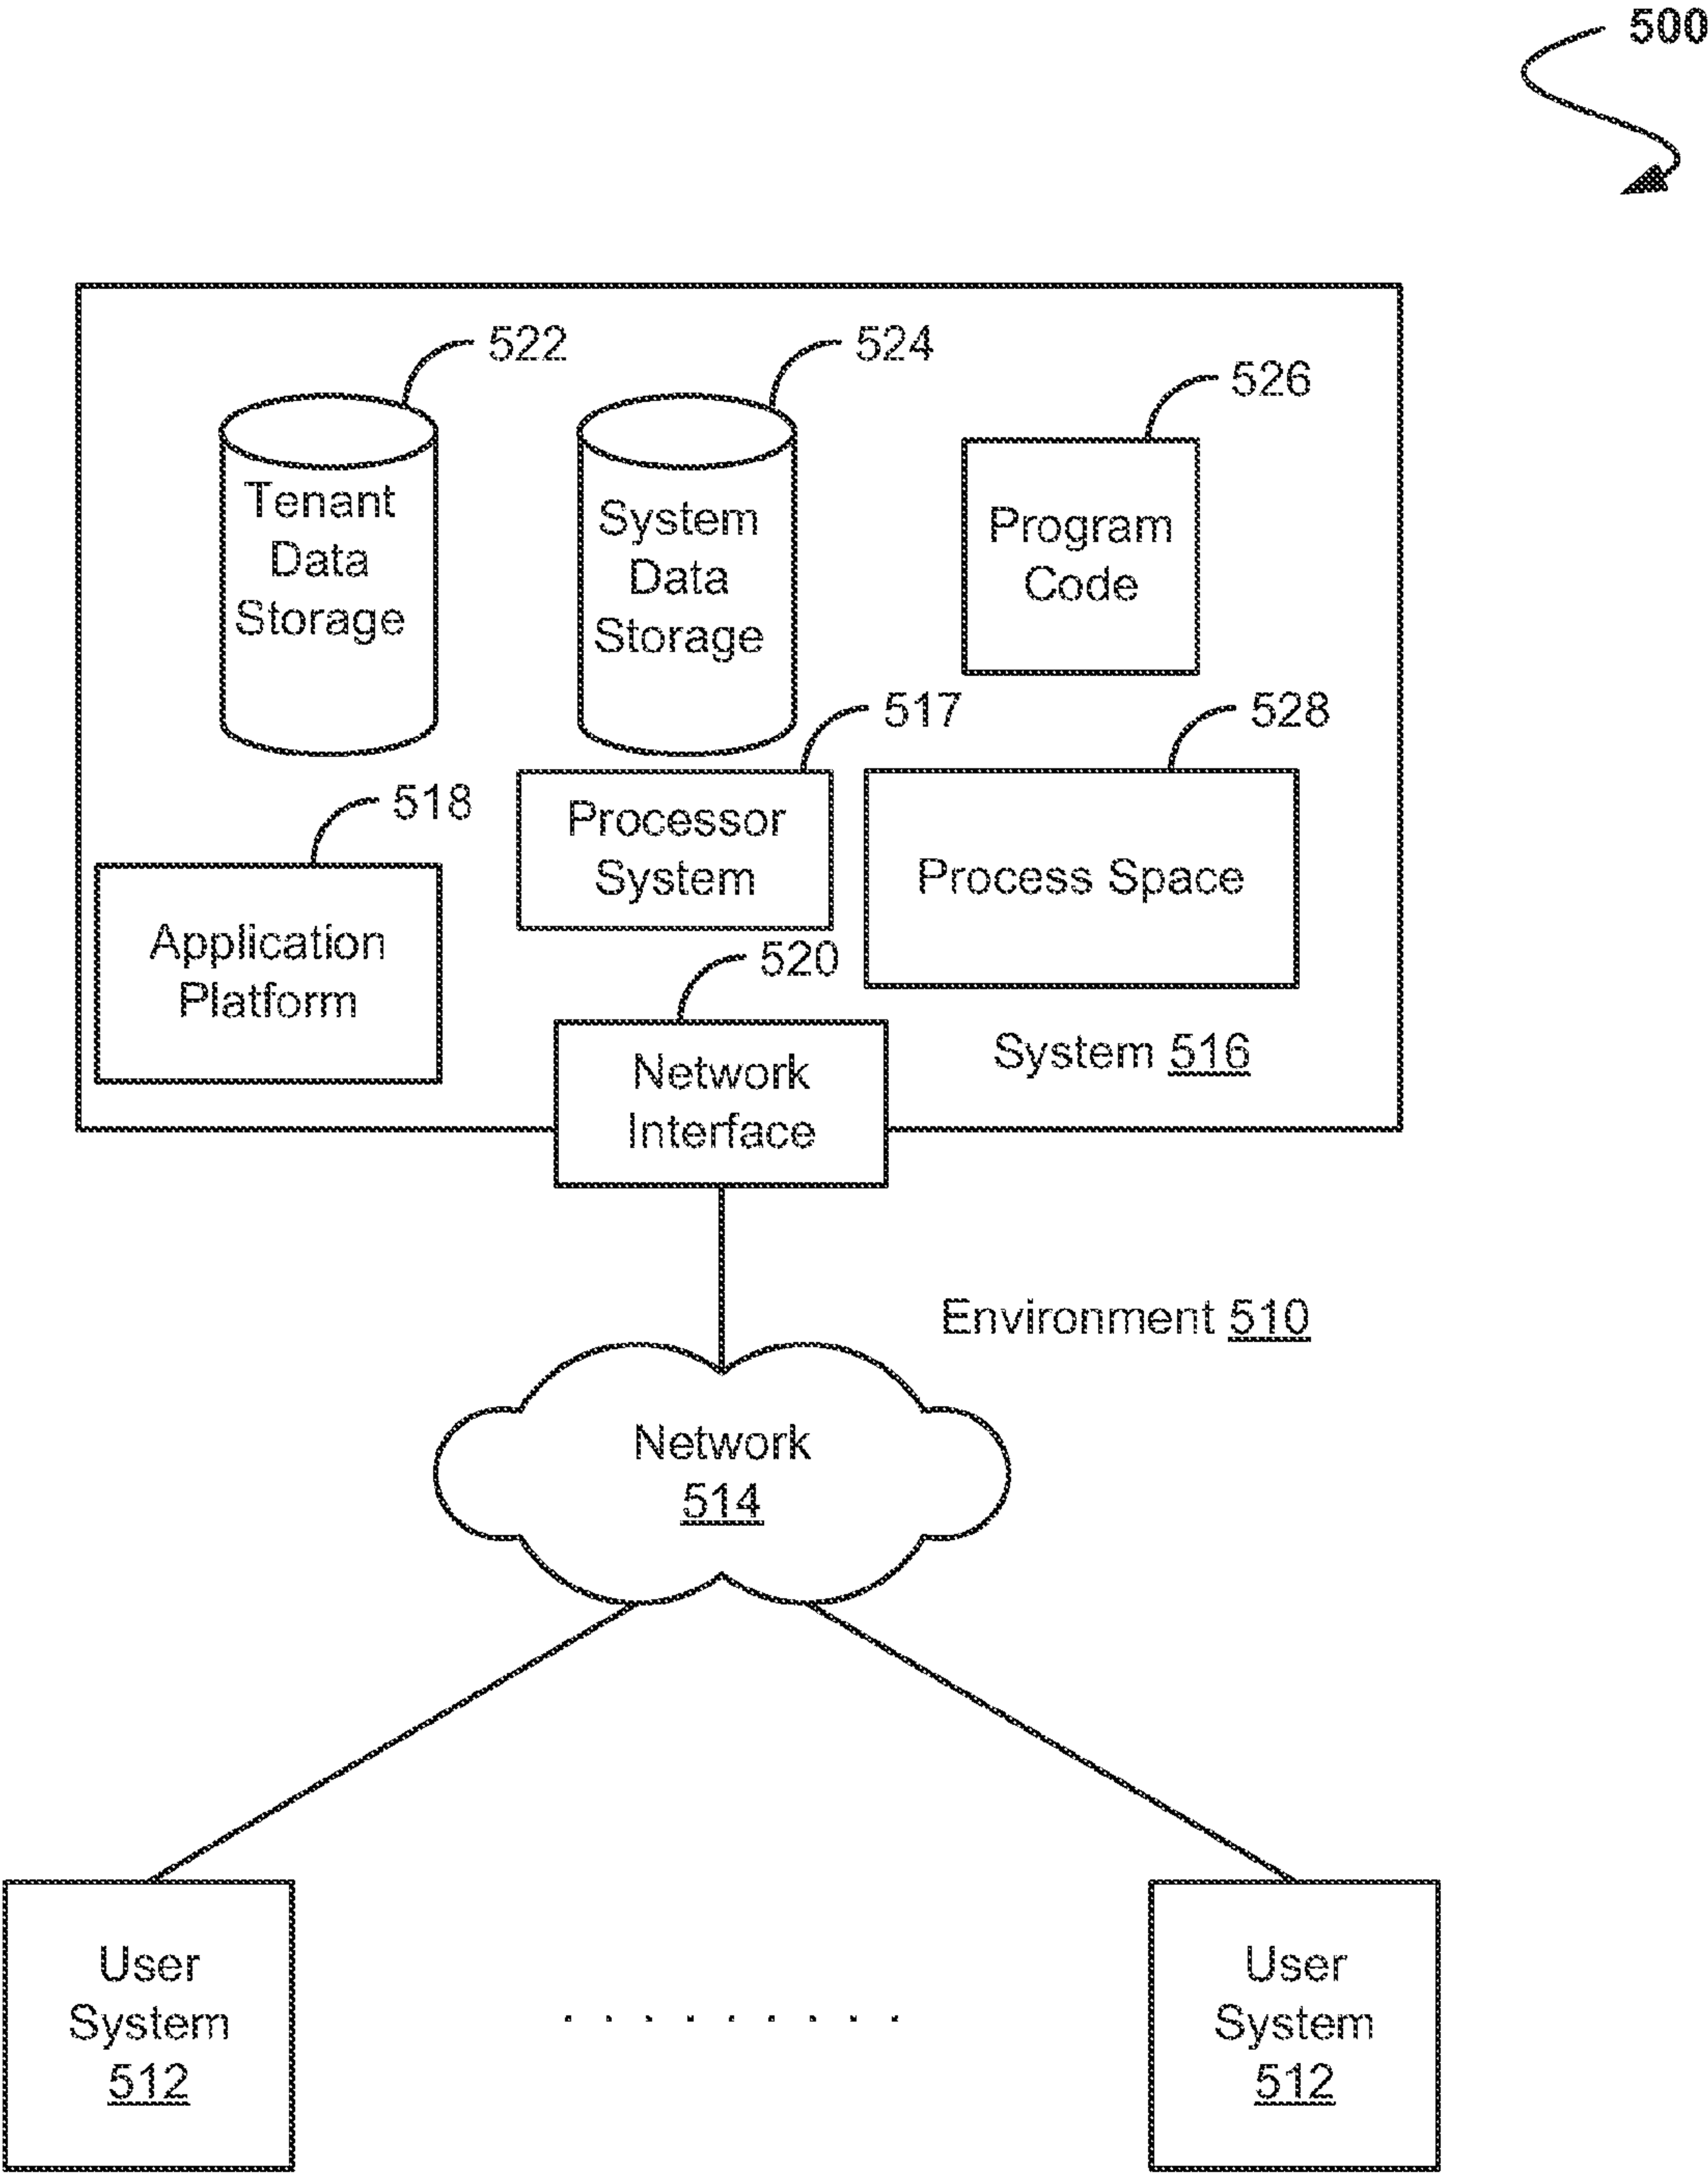 500
522
524
526
Tenant
Data
Storage
System
Data
Storage
Program
Code
517
528
518
Processor
System
Process Space
Application
Platform
520
System 516
Network
Interface
Environment 510
Network
514
User
System
512
User
System
512